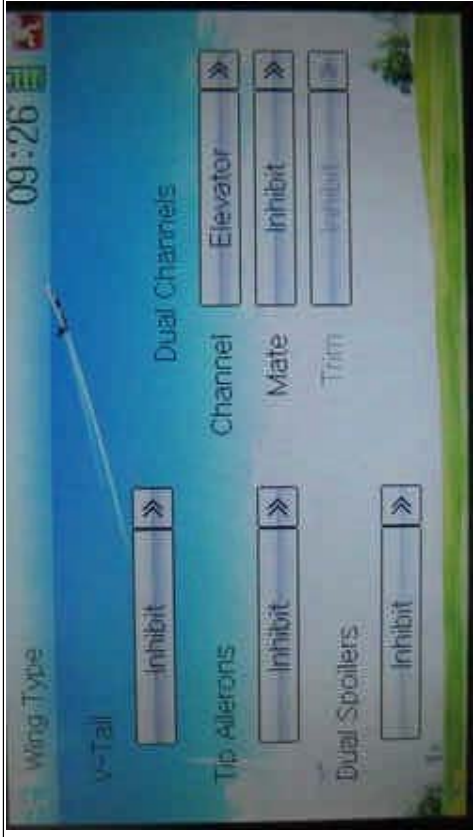 Wing Type
09:26
V-Tail
Inhibit
Tip Ailerons
Inhibit
Dual Spoilers
Inhibit
Dual Channels
Channel
Elevator
Mate
Inhibit
Trim
Inhibit